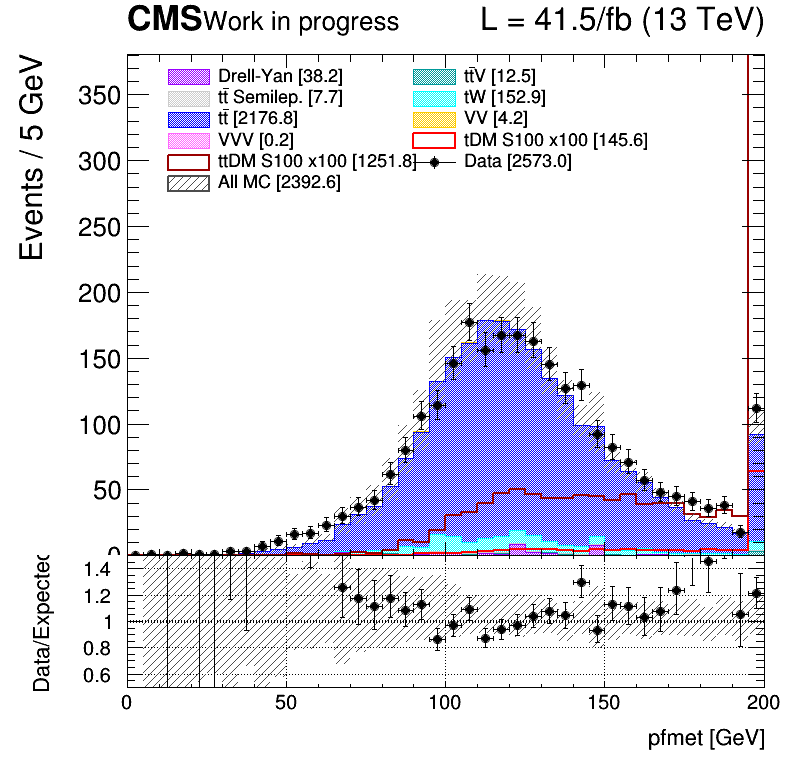 CMS Work in progress L = 41.5/fb (13 TeV)
Events / 5 GeV
350
300
250
200
150
100
50
0
Drell-Yan [38.2]
tt̄V [12.5]
tt̄ Semilep. [7.7]
tW [152.9]
tt̄ [2176.8]
VV [4.2]
VVV [0.2]
tDM S100 x100 [145.6]
ttDM S100 x100 [1251.8]
Data [2573.0]
All MC [2392.6]
Data/Expected
1.4
1.2
1
0.8
0.6
0 50 100 150 200
pfmet [GeV]